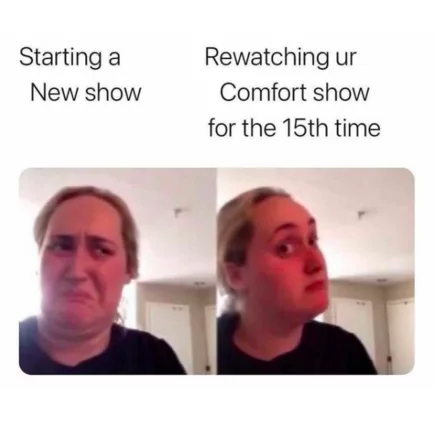 Starting a
New show
Rewatching ur
Comfort show
for the 15th time